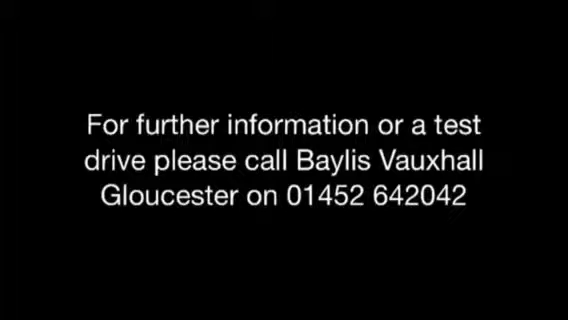 For further information or a test
drive please call Baylis Vauxhall
Gloucester on 01452 642042